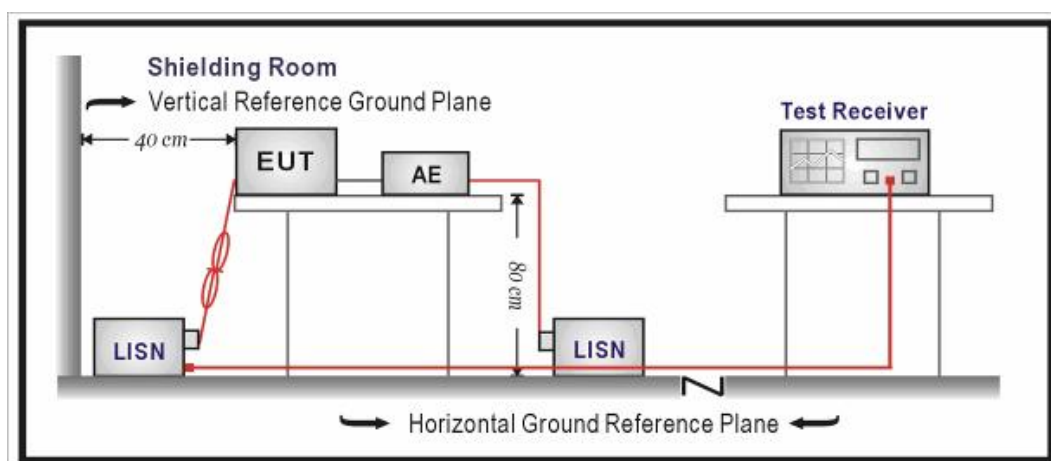 Shielding Room
Vertical Reference Ground Plane
Test Receiver
40 cm
EUT
AE
80 cm
LISN
LISN
Horizontal Ground Reference Plane